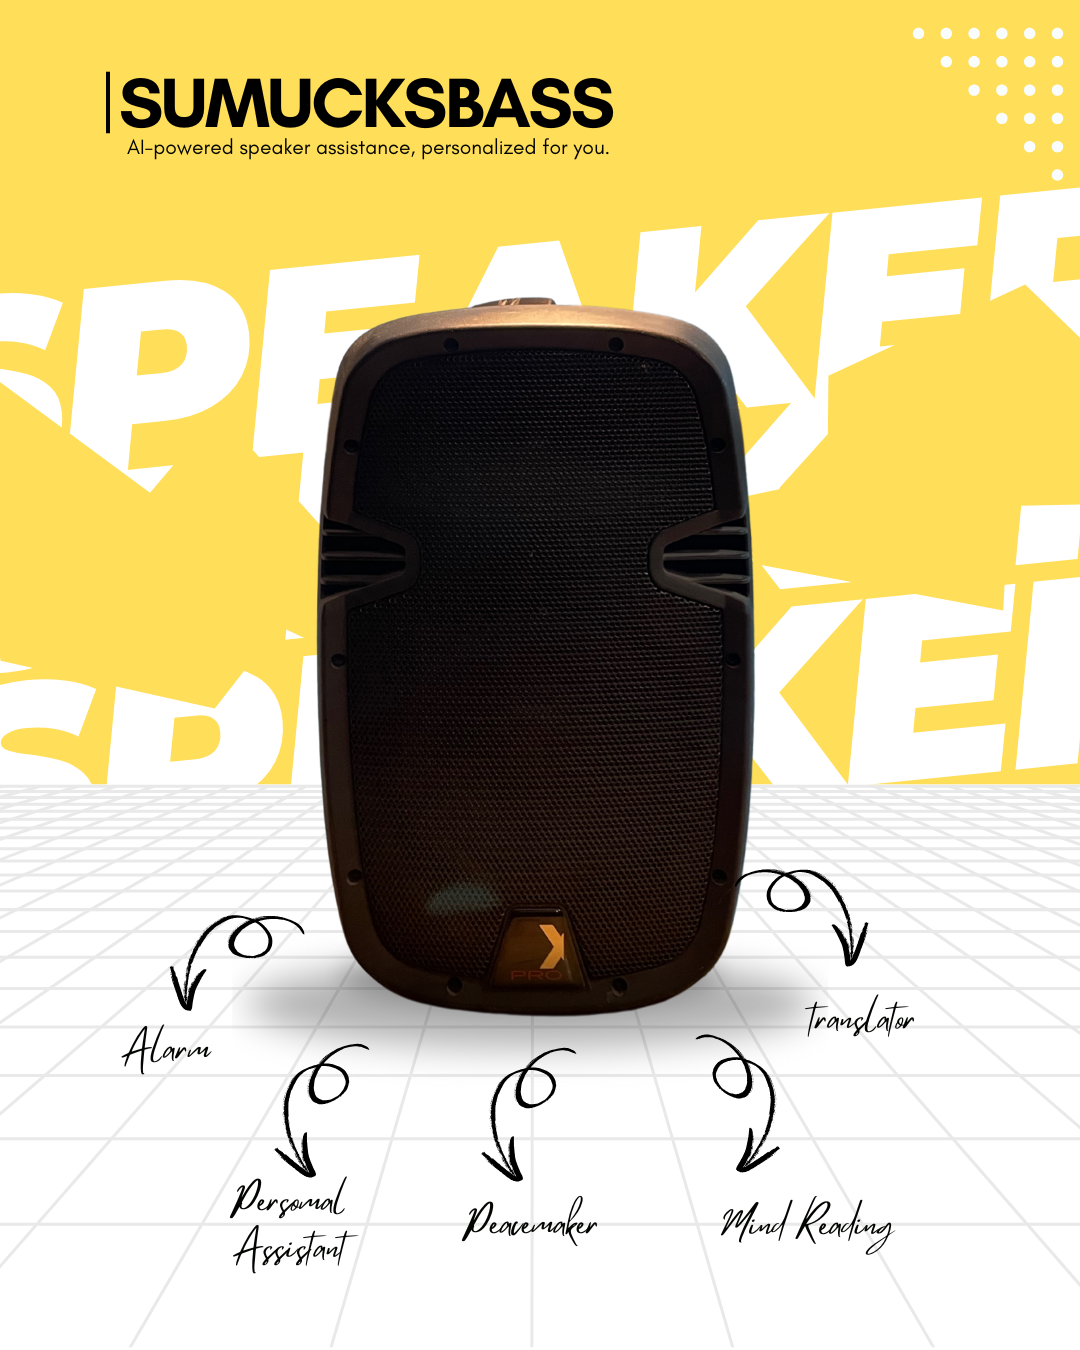 SUMUCKSBASS
AI-powered speaker assistance, personalized for you.
SPEAKER
SPEAKER
PRO
translator
Alarm
Personal
Assistant
Peacemaker
Mind Reading